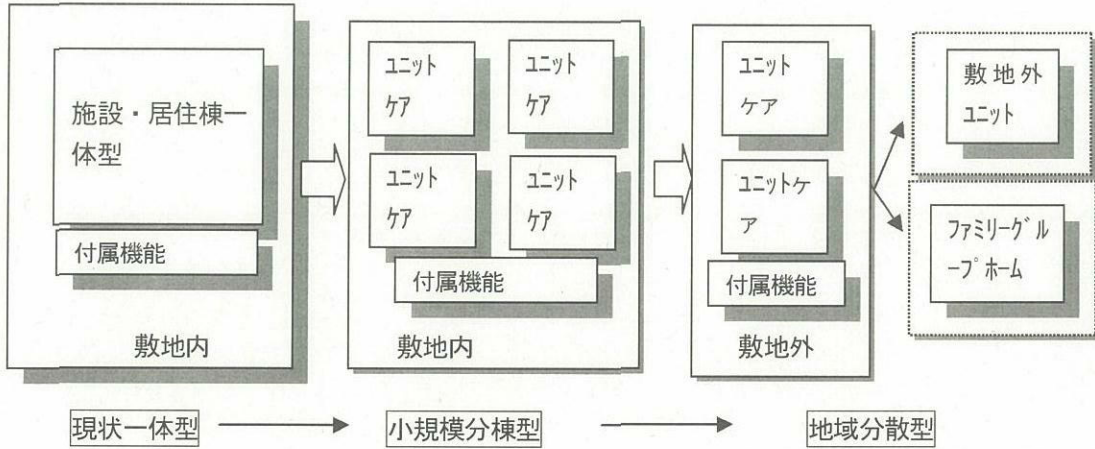 施設・居住棟一
体型
付属機能
敷地内
ユニット
ケア
ユニット
ケア
ユニット
ケア
ユニット
ケア
付属機能
敷地内
ユニット
ケア
ユニットケ
ア
付属機能
敷地外
敷地外
ユニット
ファミリーグル
ープホーム
現状一体型
小規模分棟型
地域分散型